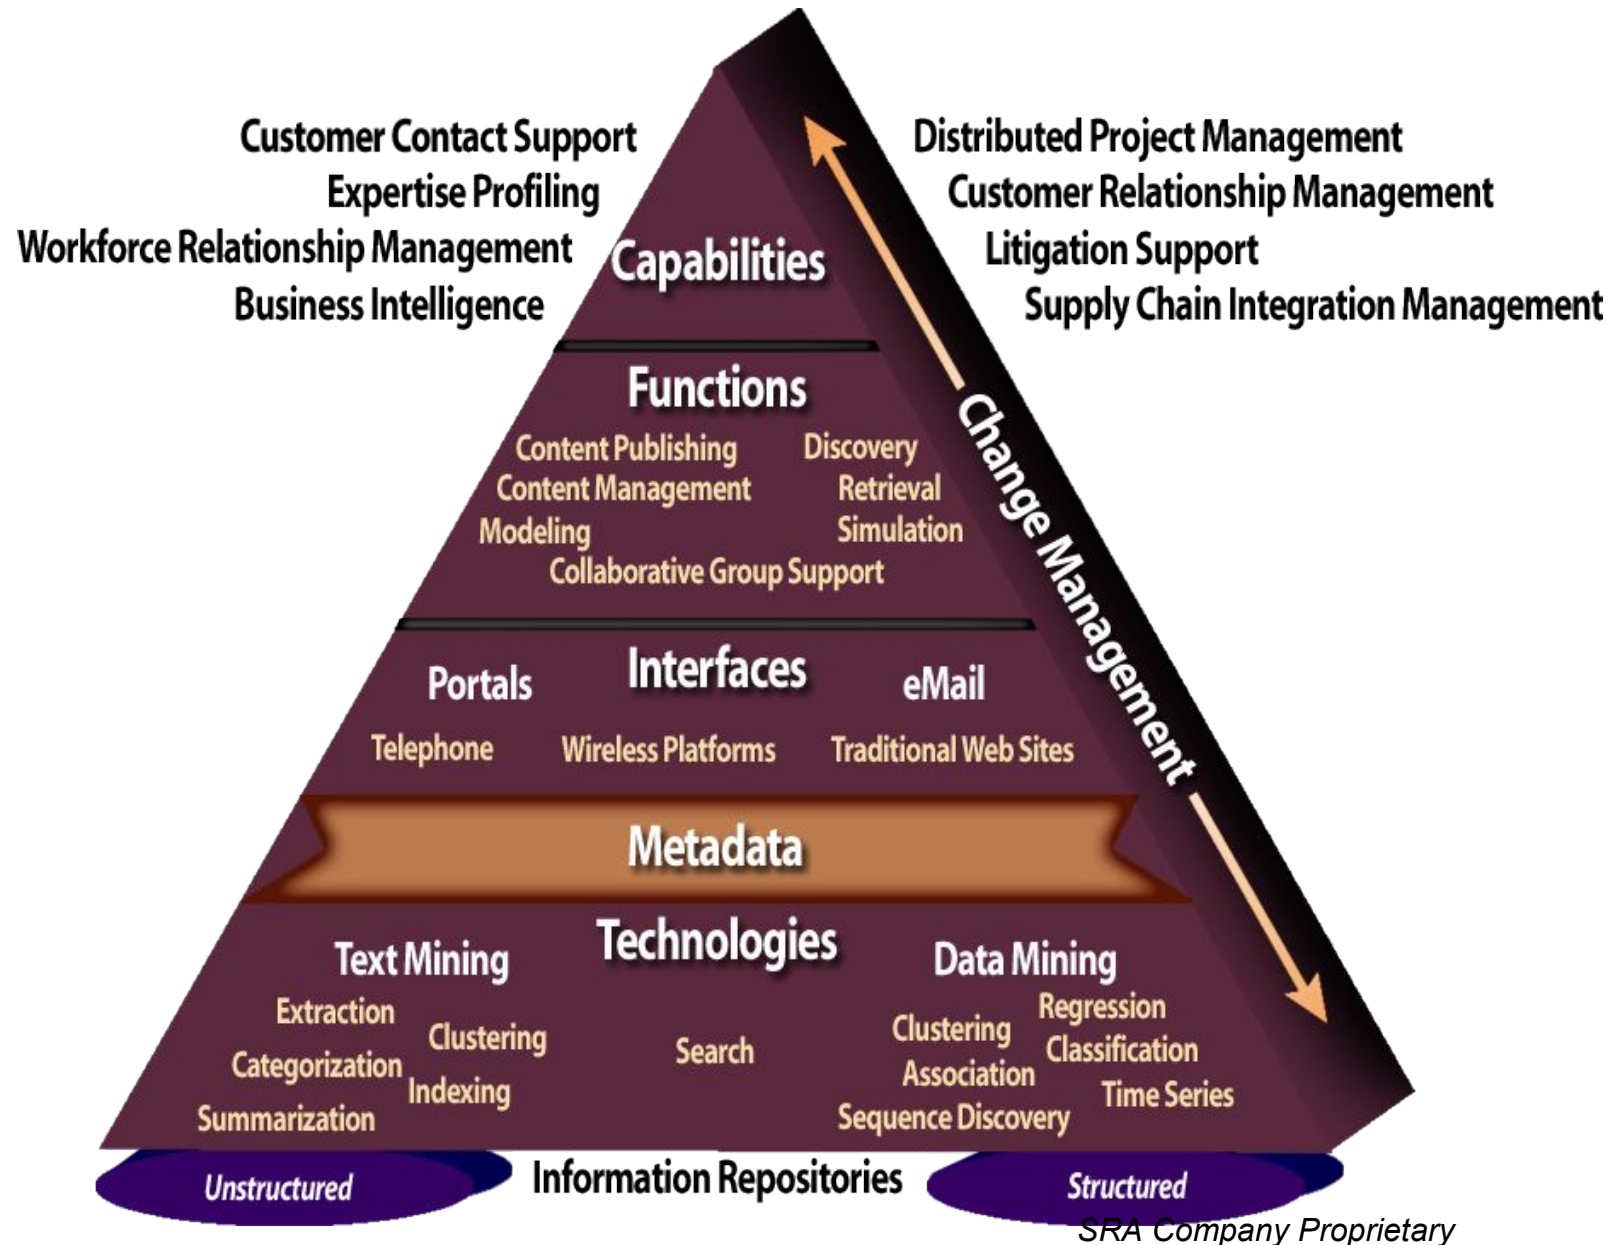 Customer Contact Support
Expertise Profiling
Workforce Relationship Management
Business Intelligence
Distributed Project Management
Customer Relationship Management
Litigation Support
Supply Chain Integration Management
Capabilities
Change Management
Functions
Content Publishing
Discovery
Content Management
Retrieval
Modeling
Simulation
Collaborative Group Support
Interfaces
Portals
eMail
Telephone
Wireless Platforms
Traditional Web Sites
Metadata
Technologies
Text Mining
Extraction
Clustering
Categorization
Indexing
Summarization
Search
Data Mining
Regression
Clustering
Classification
Association
Time Series
Sequence Discovery
Unstructured
Information Repositories
Structured
SRA Company Proprietary